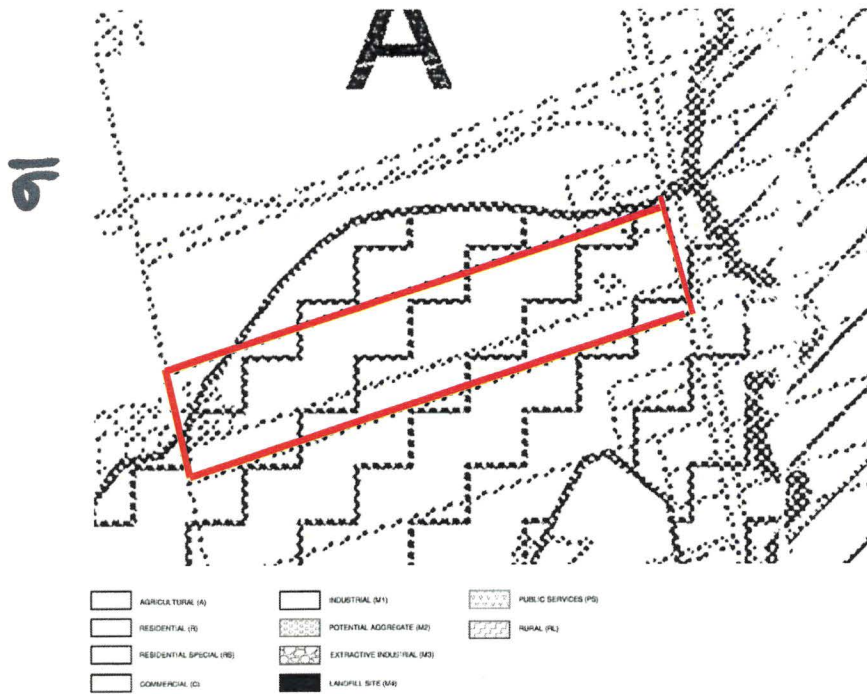 A
AGRICULTURAL (A)
RESIDENTIAL (R)
RESIDENTIAL SPECIAL (RS)
COMMERCIAL (C)
INDUSTRIAL (M1)
POTENTIAL AGGREGATE (M2)
EXTRACTIVE INDUSTRIAL (M3)
LANDFILL SITE (M4)
PUBLIC SERVICES (PS)
RURAL (RL)